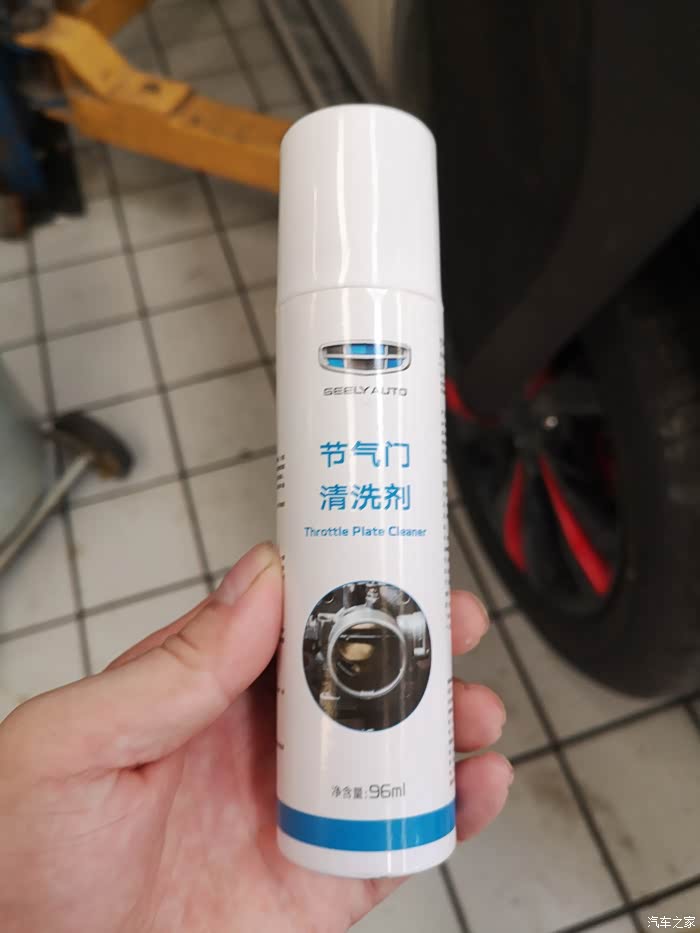 GEELY AUTO
节气门
清洗剂
Throttle Plate Cleaner
净含量:96ml
汽车之家